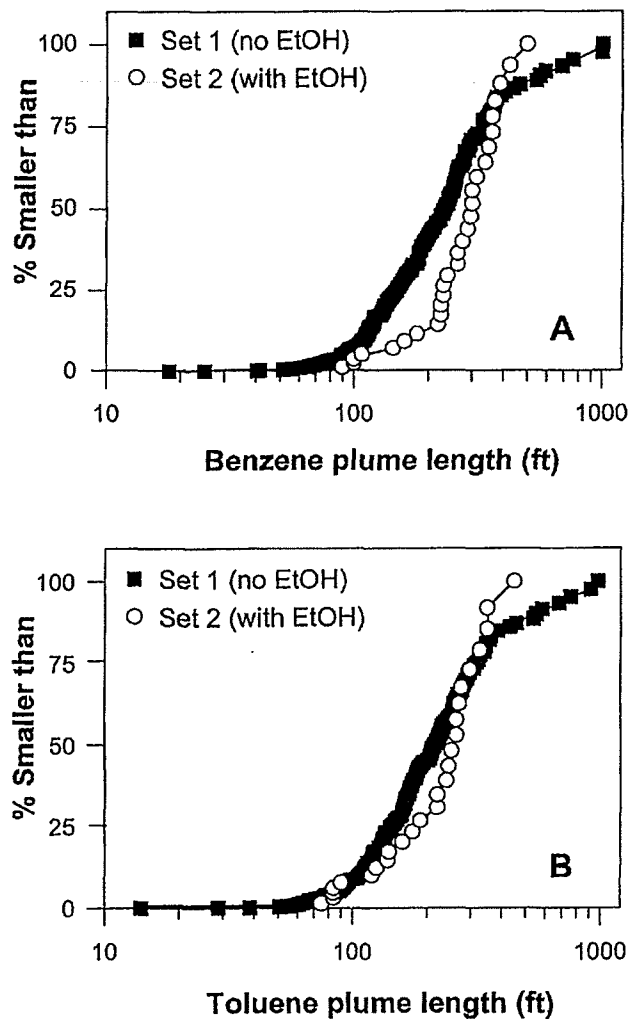 100
75
50
25
0
% Smaller than
Set 1 (no EtOH)
Set 2 (with EtOH)
A
10
100
1000
Benzene plume length (ft)
100
75
50
25
0
% Smaller than
Set 1 (no EtOH)
Set 2 (with EtOH)
B
10
100
1000
Toluene plume length (ft)